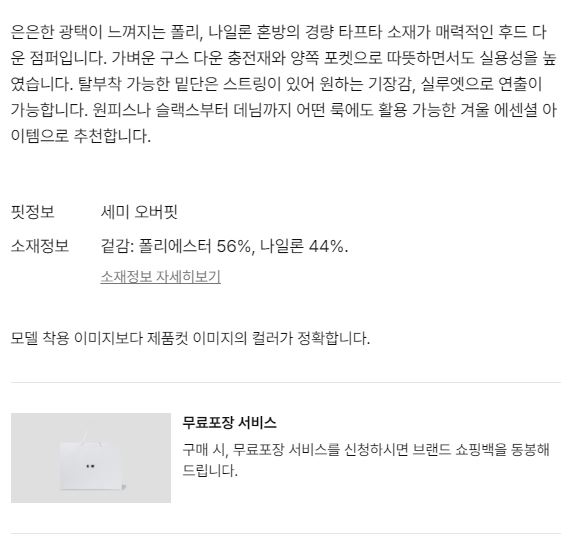 은은한 광택이 느껴지는 폴리, 나일론 혼방의 경량 타프타 소재가 매력적인 후드 다
운 점퍼입니다. 가벼운 구스 다운 충전재와 양쪽 포켓으로 따뜻하면서도 실용성을 높
였습니다. 탈부착 가능한 밑단은 스트링이 있어 원하는 기장감, 실루엣으로 연출이
가능합니다. 원피스나 슬랙스부터 데님까지 어떤 룩에도 활용 가능한 겨울 에센셜 아
이템으로 추천합니다.
핏정보 세미 오버핏
소재정보 겉감: 폴리에스터 56%, 나일론 44%.
소재정보 자세히보기
모델 착용 이미지보다 제품컷 이미지의 컬러가 정확합니다.
무료포장 서비스
구매 시, 무료포장 서비스를 신청하시면 브랜드 쇼핑백을 동봉해
드립니다.